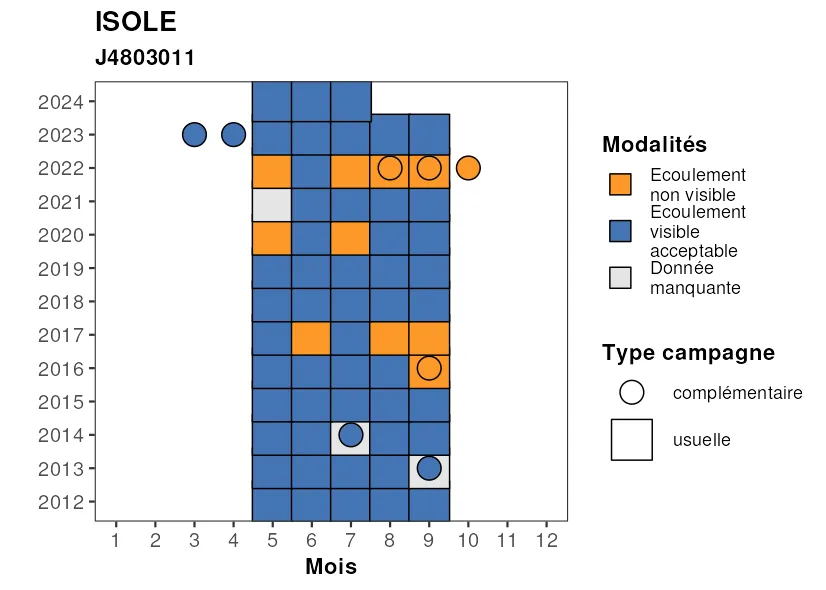 ISOLE
J4803011
2024
2023
2022
2021
2020
2019
2018
2017
2016
2015
2014
2013
2012
1 2 3 4 5 6 7 8 9 10 11 12
Mois
Modalités
Ecoulement
non visible
Ecoulement
visible
acceptable
Donnée
manquante
Type campagne
complémentaire
usuelle